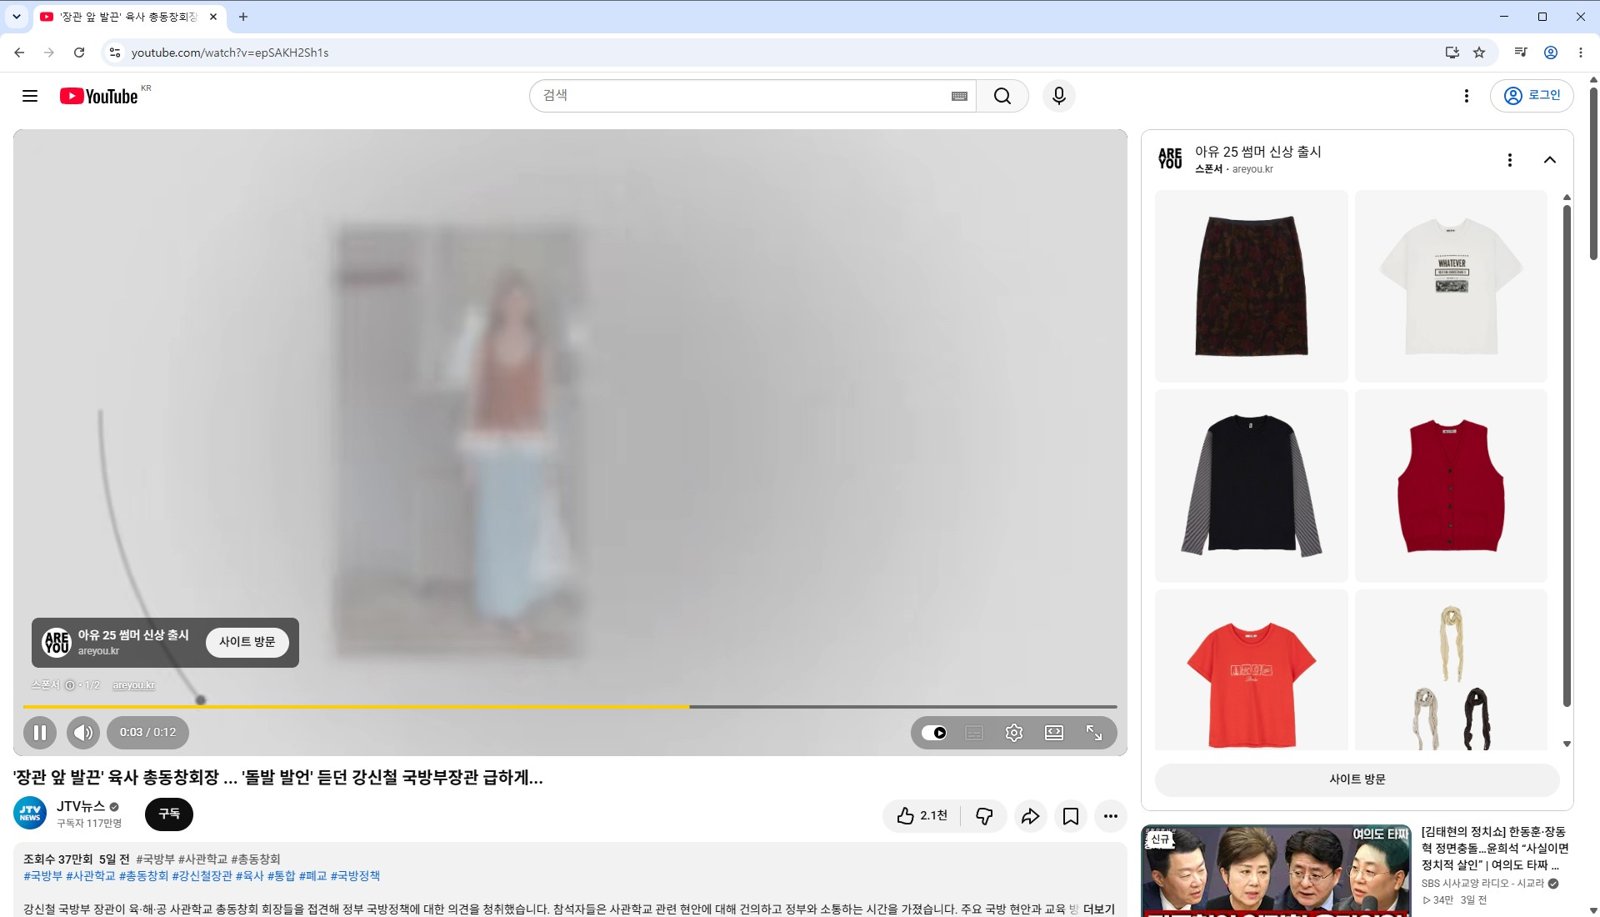 '장관 앞 발끈' 육사 총동창회장
youtube.com/watch?v=epSAKH2Sh1s
YouTube KR
검색
로그인
ARE YOU
아유 25 썸머 신상 출시
스폰서 · areyou.kr
WHATEVER
ARE YOU
아유 25 썸머 신상 출시
areyou.kr
사이트 방문
스폰서 · 1/2 areyou.kr
0:03 / 0:12
사이트 방문
'장관 앞 발끈' 육사 총동창회장 ... '돌발 발언' 듣던 강신철 국방부장관 급하게...
JTV NEWS
JTV뉴스
구독자 117만명
구독
2.1천
조회수 37만회 5일 전 #국방부 #사관학교 #총동창회
#국방부 #사관학교 #총동창회 #강신철장관 #육사 #통합 #폐교 #국방정책
강신철 국방부 장관이 육·해·공 사관학교 총동창회 회장들을 접견해 정부 국방정책에 대한 의견을 청취했습니다. 참석자들은 사관학교 관련 현안에 대해 건의하고 정부와 소통하는 시간을 가졌습니다. 주요 국방 현안과 교육 방 더보기
신규
여의도 타짜
[김태현의 정치쇼] 한동훈·장동
혁 정면충돌...윤희석 “사실이면
정치적 살인” | 여의도 타짜 ...
SBS 시사교양 라디오 - 시교라
34만 3일 전